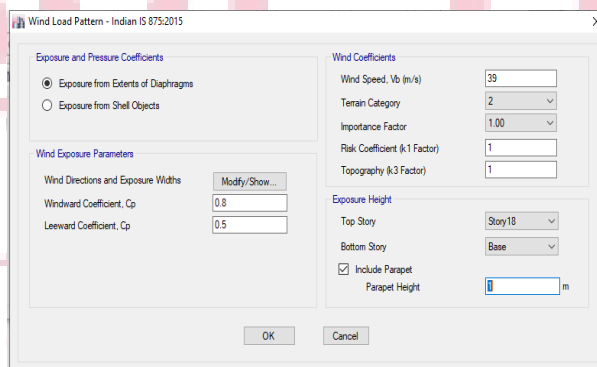 Wind Load Pattern - Indian IS 875:2015
Exposure and Pressure Coefficients
Exposure from Extents of Diaphragms
Exposure from Shell Objects
Wind Exposure Parameters
Wind Directions and Exposure Widths Modify/Show...
Windward Coefficient, Cp 0.8
Leeward Coefficient, Cp 0.5
Wind Coefficients
Wind Speed, Vb (m/s) 39
Terrain Category 2
Importance Factor 1.00
Risk Coefficient (k1 Factor) 1
Topography (k3 Factor) 1
Exposure Height
Top Story Story18
Bottom Story Base
Include Parapet
Parapet Height 1 m
OK Cancel